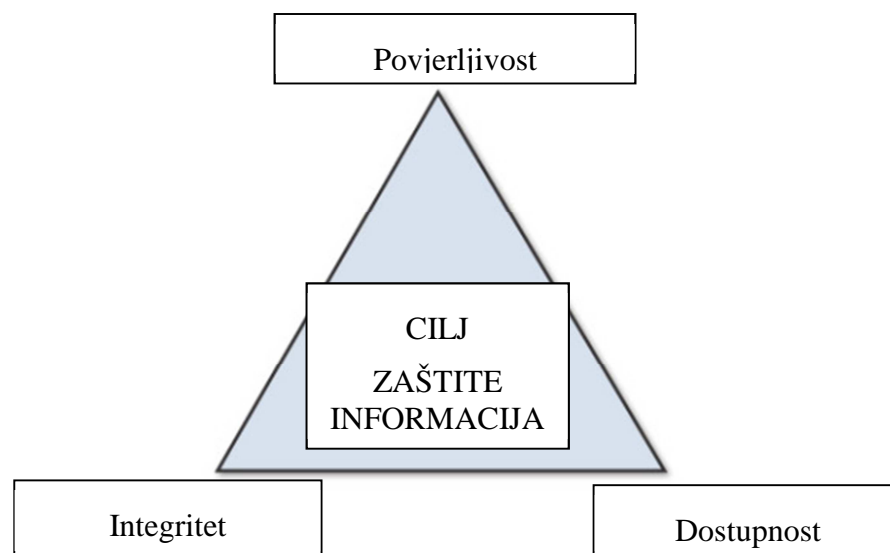 Povjerljivost
CILJ
ZAŠTITE
INFORMACIJA
Integritet
Dostupnost